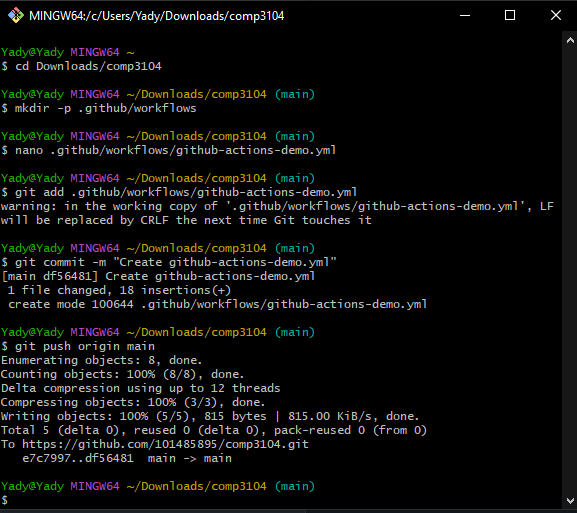 MINGW64:/c/Users/Yady/Downloads/comp3104
Yady@Yady MINGW64 ~
$ cd Downloads/comp3104
Yady@Yady MINGW64 ~/Downloads/comp3104 (main)
$ mkdir -p .github/workflows
Yady@Yady MINGW64 ~/Downloads/comp3104 (main)
$ nano .github/workflows/github-actions-demo.yml
Yady@Yady MINGW64 ~/Downloads/comp3104 (main)
$ git add .github/workflows/github-actions-demo.yml
warning: in the working copy of '.github/workflows/github-actions-demo.yml', LF
will be replaced by CRLF the next time Git touches it
Yady@Yady MINGW64 ~/Downloads/comp3104 (main)
$ git commit -m "Create github-actions-demo.yml"
[main df56481] Create github-actions-demo.yml
 1 file changed, 18 insertions(+)
 create mode 100644 .github/workflows/github-actions-demo.yml
Yady@Yady MINGW64 ~/Downloads/comp3104 (main)
$ git push origin main
Enumerating objects: 8, done.
Counting objects: 100% (8/8), done.
Delta compression using up to 12 threads
Compressing objects: 100% (3/3), done.
Writing objects: 100% (5/5), 815 bytes | 815.00 KiB/s, done.
Total 5 (delta 0), reused 0 (delta 0), pack-reused 0 (from 0)
To https://github.com/101485895/comp3104.git
   e7c7997..df56481  main -> main
Yady@Yady MINGW64 ~/Downloads/comp3104 (main)
$